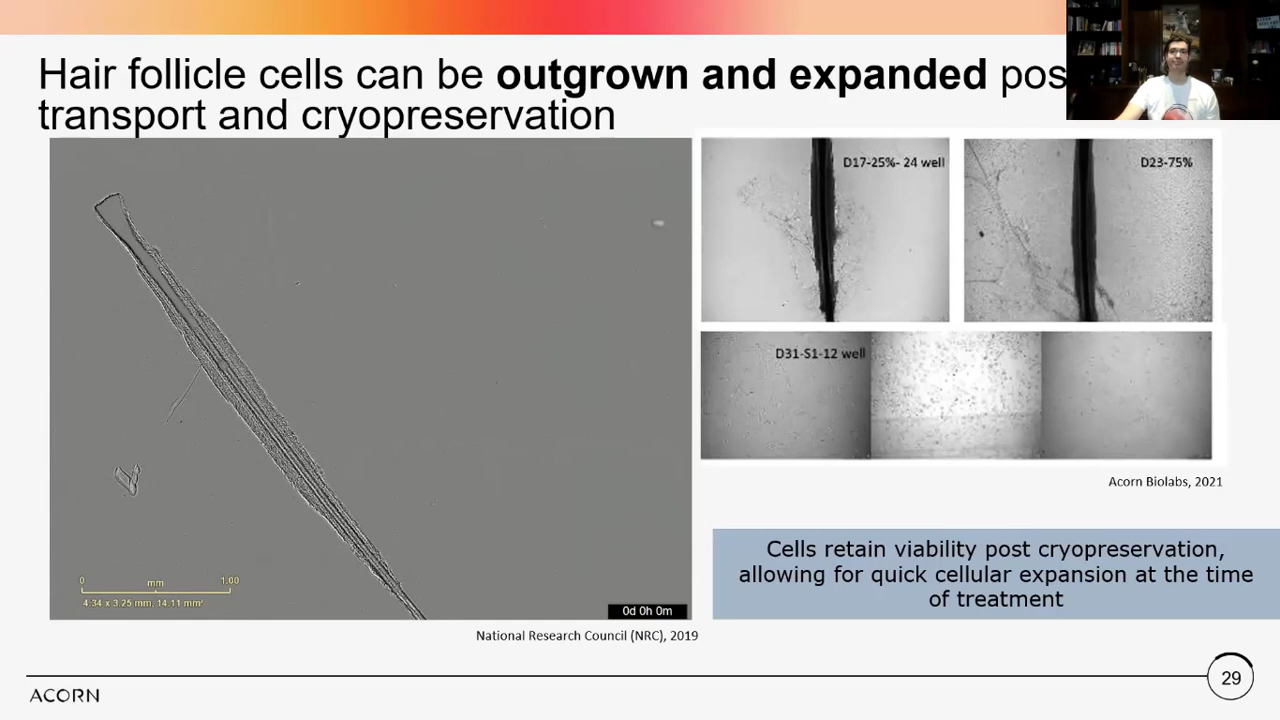 Hair follicle cells can be outgrown and expanded pos
transport and cryopreservation
D17-25%- 24 well
D23-75%
D31-S1-12 well
Acorn Biolabs, 2021
0 mm 1.00
4.34 x 3.25 mm, 14.11 mm²
0d 0h 0m
National Research Council (NRC), 2019
Cells retain viability post cryopreservation,
allowing for quick cellular expansion at the time
of treatment
ACORN
29